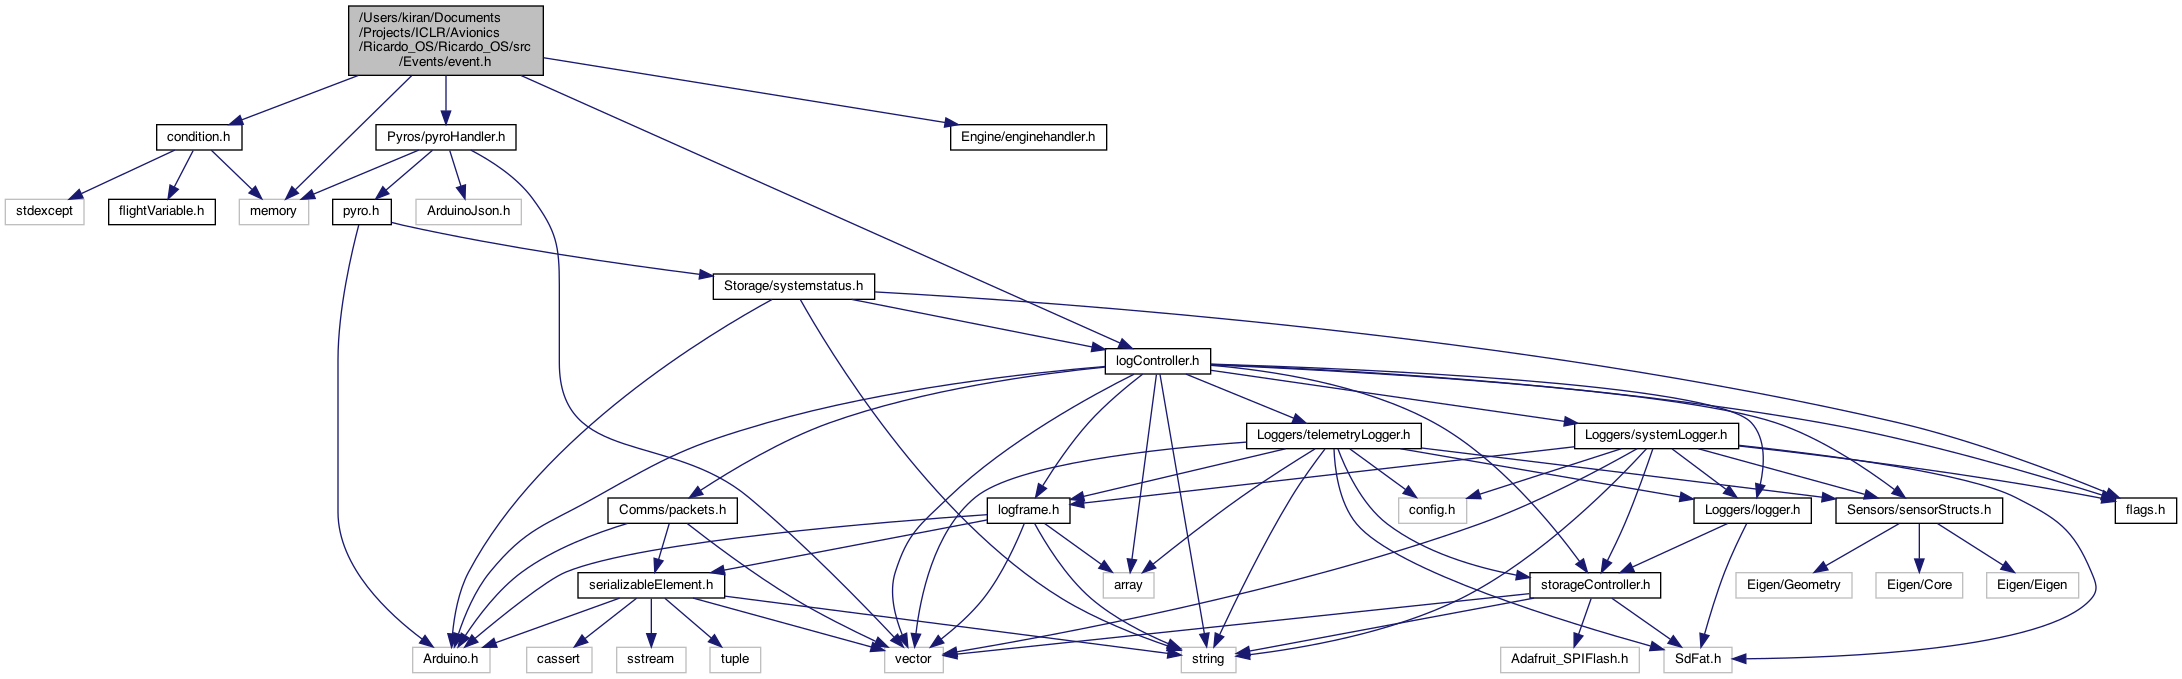 /Users/kiran/Documents
/Projects/ICLR/Avionics
/Ricardo_OS/Ricardo_OS/src
/Events/event.h
condition.h
Pyros/pyroHandler.h
Engine/enginehandler.h
stdexcept
flightVariable.h
memory
pyro.h
ArduinoJson.h
Storage/systemstatus.h
logController.h
Loggers/telemetryLogger.h
Loggers/systemLogger.h
Comms/packets.h
logframe.h
config.h
Loggers/logger.h
Sensors/sensorStructs.h
flags.h
serializableElement.h
array
storageController.h
Eigen/Geometry
Eigen/Core
Eigen/Eigen
Arduino.h
cassert
sstream
tuple
vector
string
Adafruit_SPIFlash.h
SdFat.h